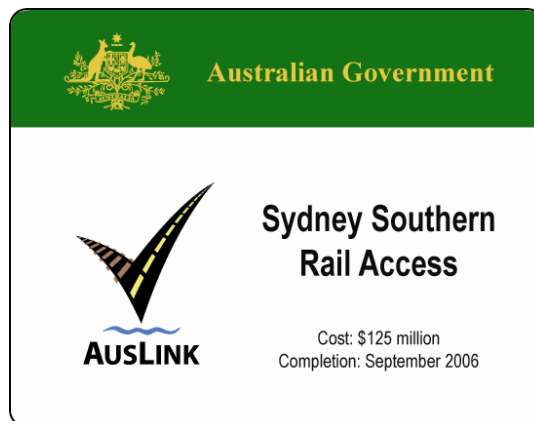 Australian Government
Sydney Southern
Rail Access
Cost: $125 million
Completion: September 2006
AUSLINK